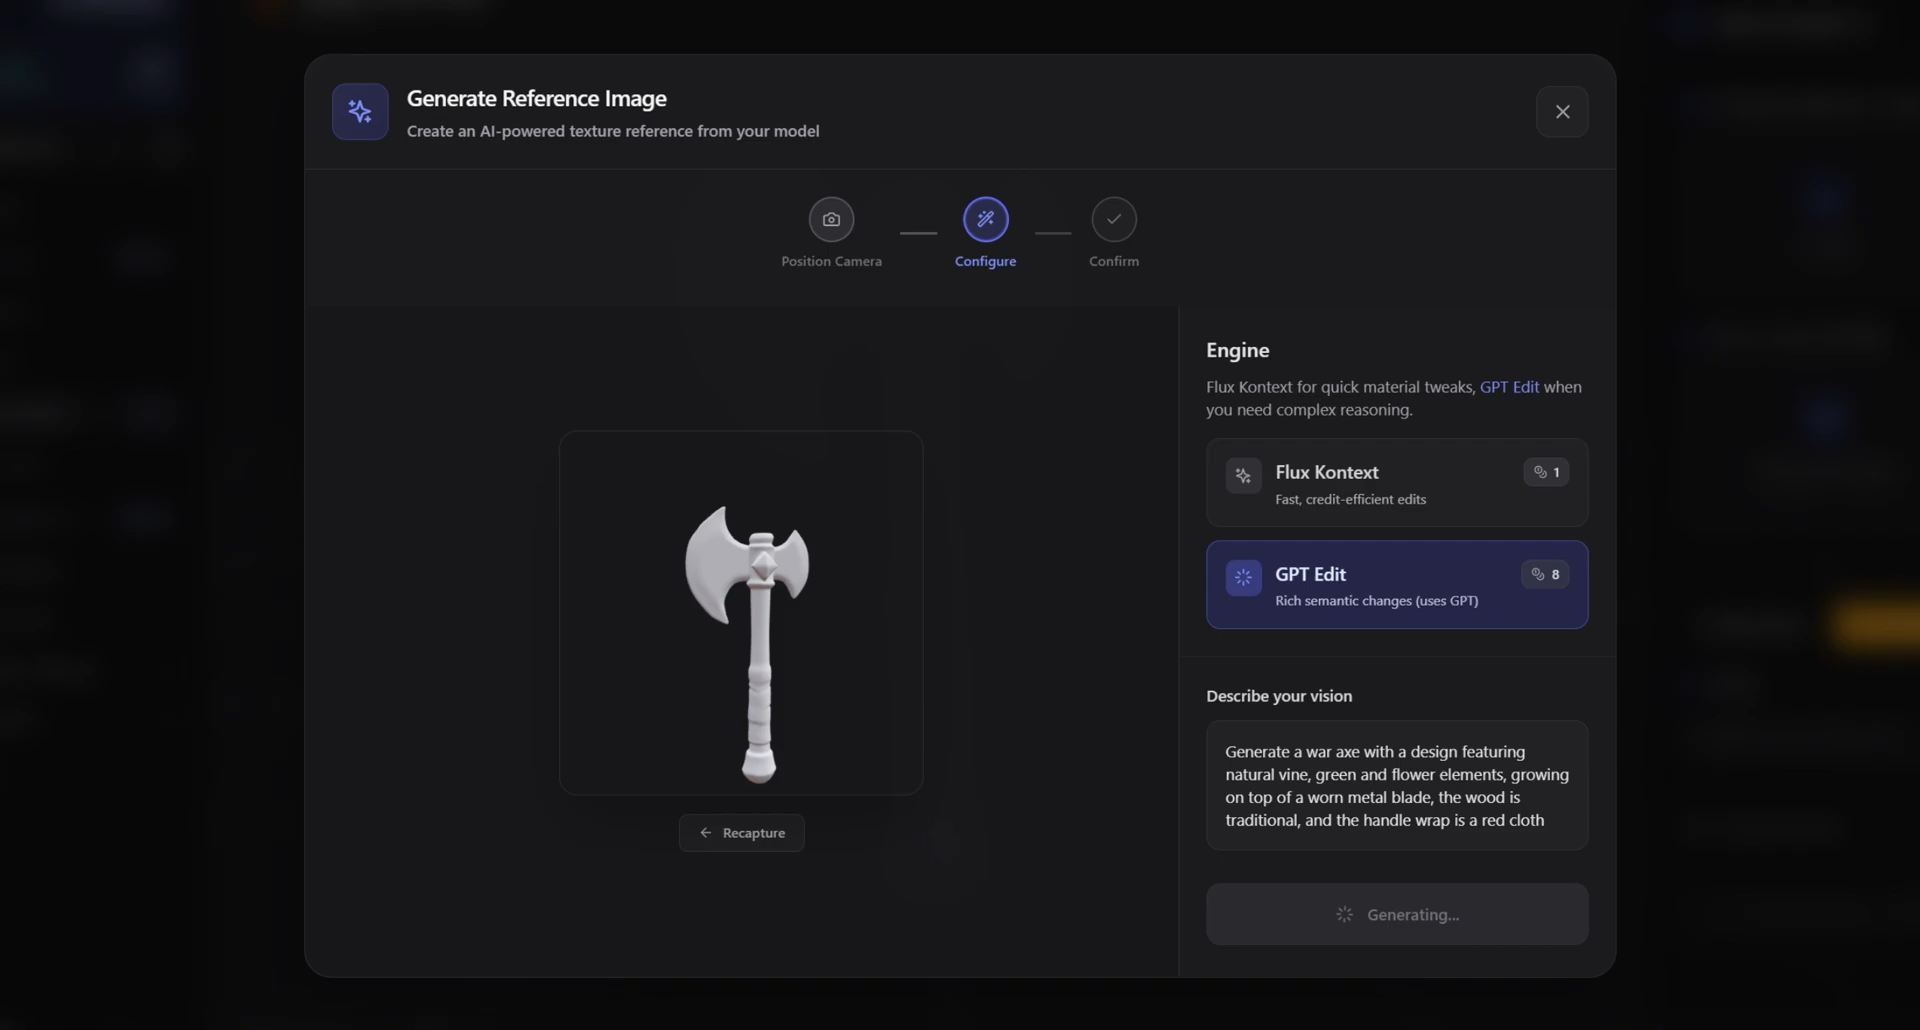 Generate Reference Image
Create an AI-powered texture reference from your model
Position Camera
Configure
Confirm
Engine
Flux Kontext for quick material tweaks, GPT Edit when
you need complex reasoning.
Flux Kontext
1
Fast, credit-efficient edits
GPT Edit
8
Rich semantic changes (uses GPT)
Describe your vision
Generate a war axe with a design featuring
natural vine, green and flower elements, growing
on top of a worn metal blade, the wood is
traditional, and the handle wrap is a red cloth
Recapture
Generating...